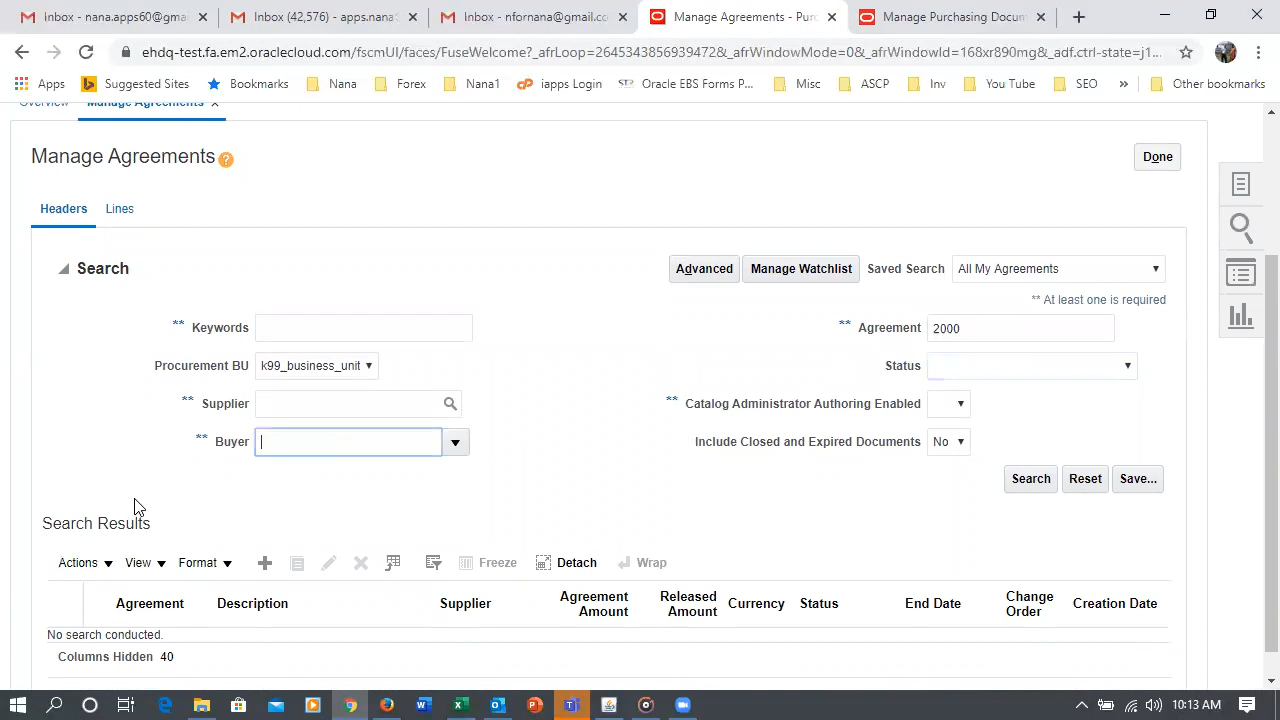 Inbox - nana.apps60@gmai
Inbox (42,576) - apps.nana
Inbox - nfornana@gmail.co
Manage Agreements - Purc
Manage Purchasing Docum
ehdq-test.fa.em2.oraclecloud.com/fscmUI/faces/FuseWelcome?_afrLoop=2645343856939472&_afrWindowMode=0&_afrWindowId=168xr890mg&_adf.ctrl-state=j1...
Apps Suggested Sites Bookmarks Nana Forex Nana1 iapps Login Oracle EBS Forms P... Misc ASCP Inv You Tube SEO » Other bookmarks
Overview Manage Agreements ×
Manage Agreements ?
Done
Headers Lines
Search
Advanced Manage Watchlist Saved Search All My Agreements
** At least one is required
** Keywords
** Agreement 2000
Procurement BU k99_business_unit
Status
** Supplier
** Catalog Administrator Authoring Enabled
** Buyer
Include Closed and Expired Documents No
Search Reset Save...
Search Results
Actions View Format Freeze Detach Wrap
Agreement Description Supplier Agreement Amount Released Amount Currency Status End Date Change Order Creation Date
No search conducted.
Columns Hidden 40
10:13 AM